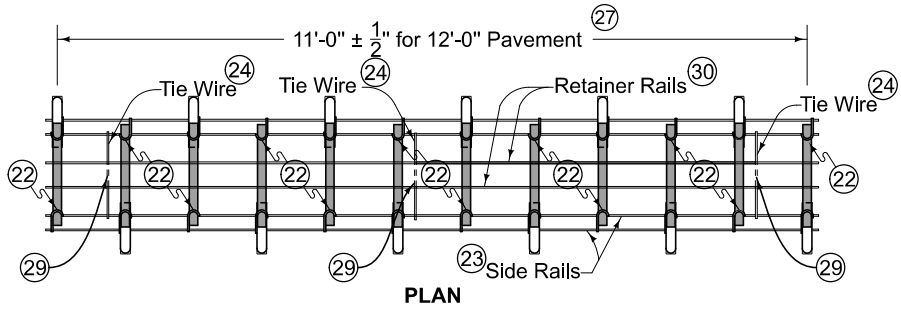 11'-0" ± 1/2" for 12'-0" Pavement 27
Tie Wire 24
Tie Wire 24
Retainer Rails 30
Tie Wire 24
22 22 22 22 22 22 22
29 29 23 Side Rails 29
PLAN